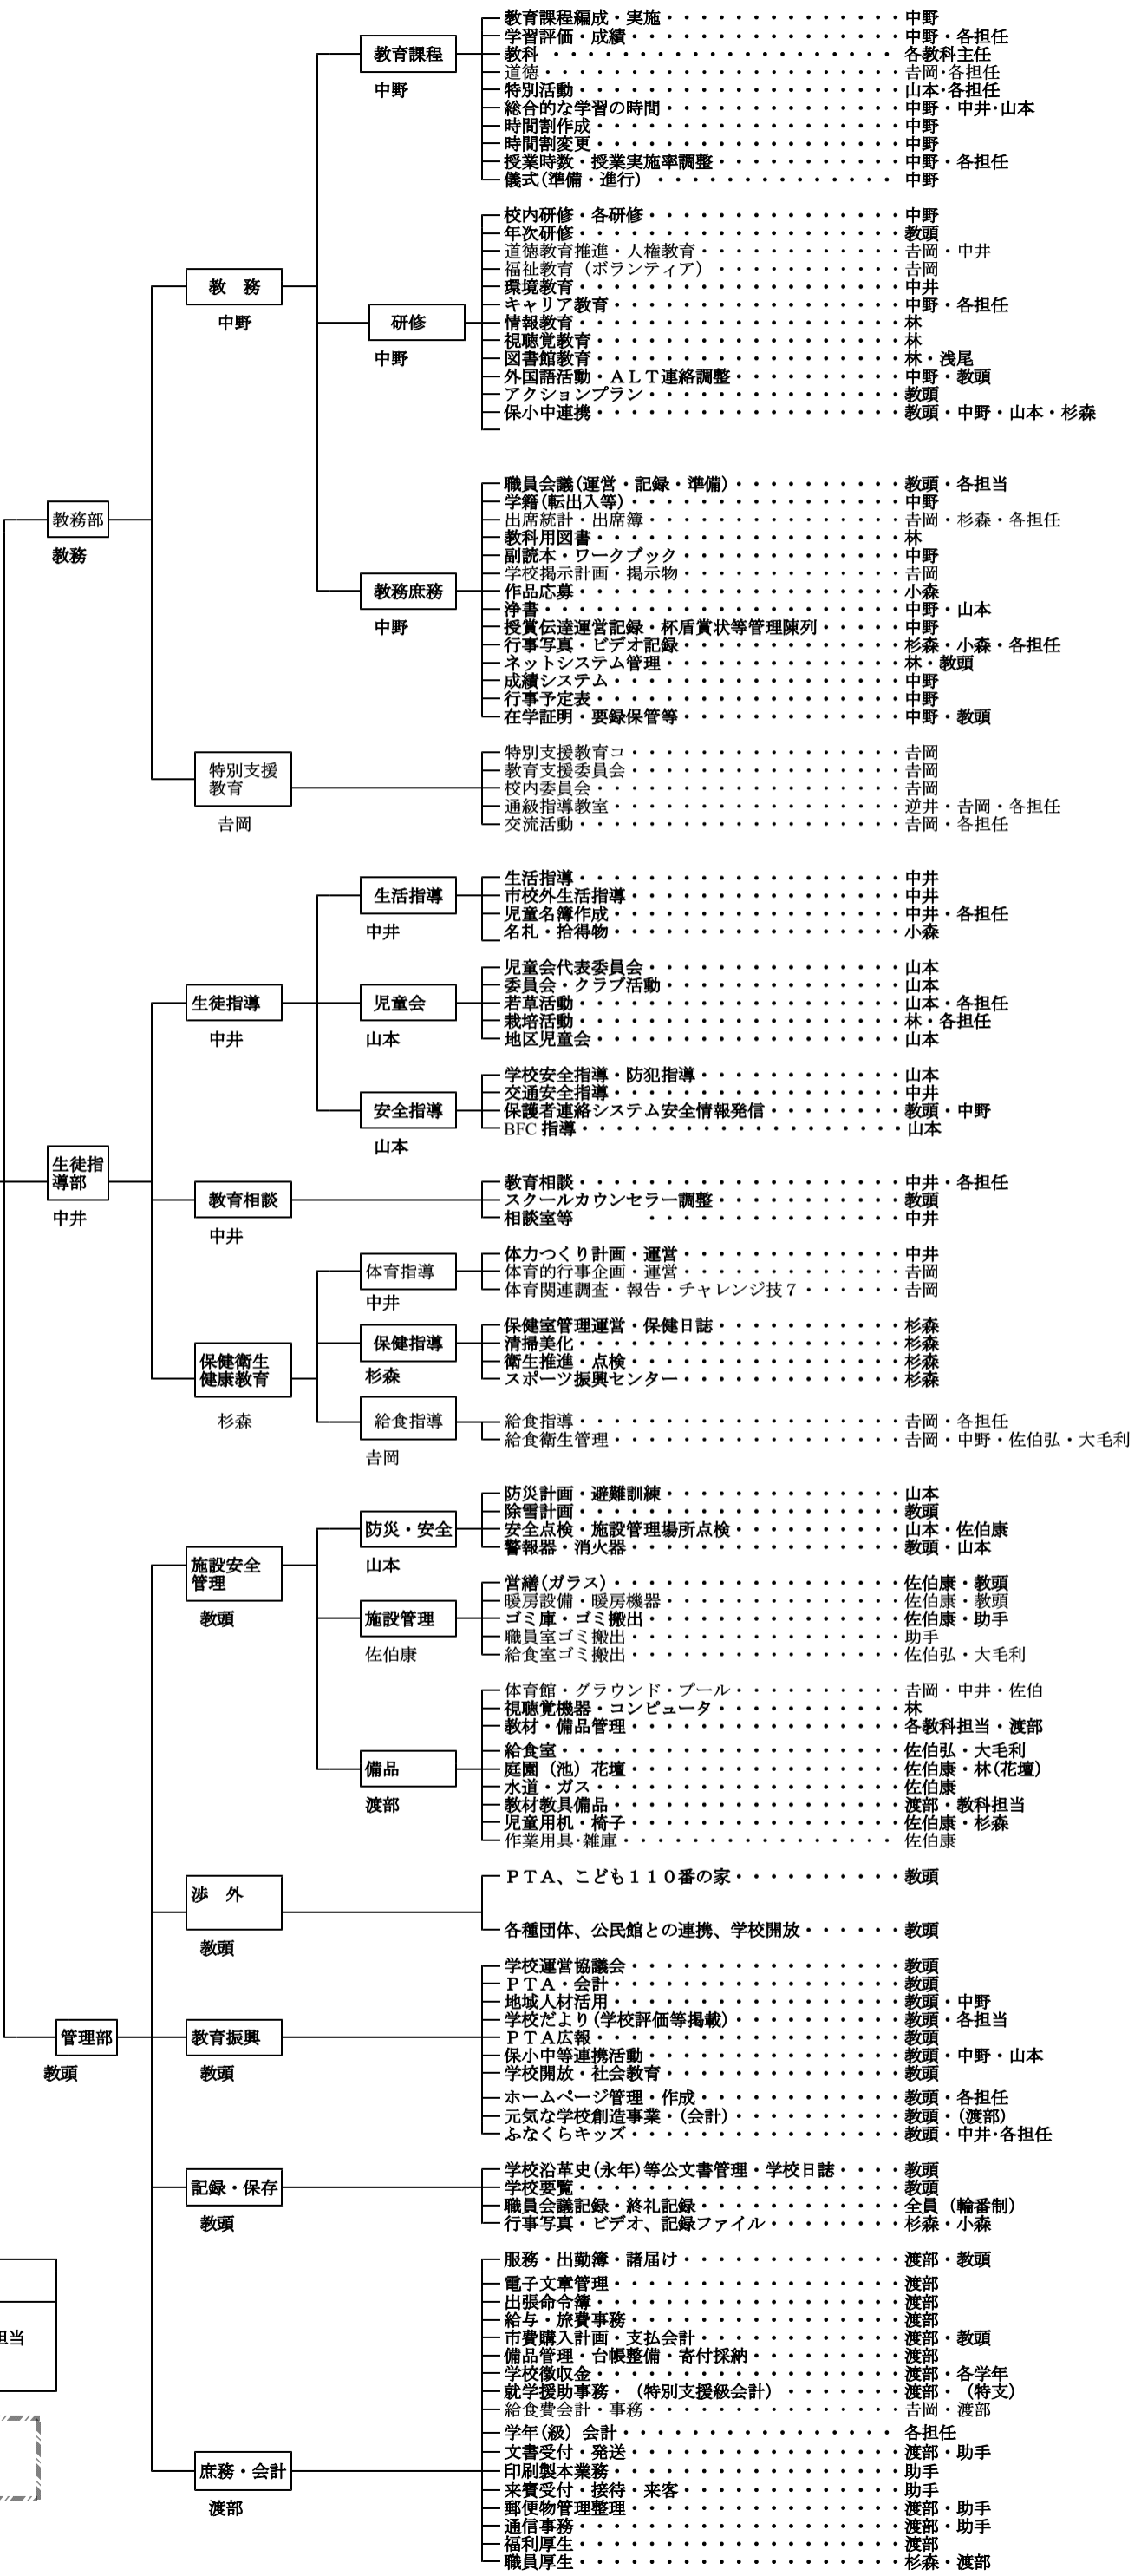 教育課程編成・実施・・・・・・・・・・・・・・中野
学習評価・成績・・・・・・・・・・・・・・・・中野・各担任
教育課程
教科 ・・・・・・・・・・・・・・・・・・各教科主任
道徳・・・・・・・・・・・・・・・・・・・・・𠮷岡・各担任
中野
特別活動・・・・・・・・・・・・・・・・・・・山本・各担任
総合的な学習の時間・・・・・・・・・・・・・・中野・中井・山本
時間割作成・・・・・・・・・・・・・・・・・・中野
時間割変更・・・・・・・・・・・・・・・・・・中野
授業時数・授業実施率調整・・・・・・・・・・・中野・各担任
儀式(準備・進行) ・・・・・・・・・・・・・・中野
校内研修・各研修・・・・・・・・・・・・・・・中野
年次研修・・・・・・・・・・・・・・・・・・・教頭
道徳教育推進・人権教育・・・・・・・・・・・・𠮷岡・中井
福祉教育（ボランティア）・・・・・・・・・・・𠮷岡
教　務
環境教育・・・・・・・・・・・・・・・・・・・中井
キャリア教育・・・・・・・・・・・・・・・・・中野・各担任
中野
研修
情報教育・・・・・・・・・・・・・・・・・・・林
視聴覚教育・・・・・・・・・・・・・・・・・・林
中野
図書館教育・・・・・・・・・・・・・・・・・・林・浅尾
外国語活動・ＡＬＴ連絡調整・・・・・・・・・・中野・教頭
アクションプラン・・・・・・・・・・・・・・・教頭
保小中連携・・・・・・・・・・・・・・・・・・教頭・中野・山本・杉森
職員会議(運営・記録・準備)・・・・・・・・・・教頭・各担当
学籍(転出入等)・・・・・・・・・・・・・・・・中野
教務部
出席統計・出席簿・・・・・・・・・・・・・・・𠮷岡・杉森・各担任
教科用図書・・・・・・・・・・・・・・・・・・林
教務
副読本・ワークブック・・・・・・・・・・・・・中野
学校掲示計画・掲示物・・・・・・・・・・・・・𠮷岡
教務庶務
作品応募・・・・・・・・・・・・・・・・・・・小森
浄書・・・・・・・・・・・・・・・・・・・・・中野・山本
中野
授賞伝達運営記録・杯盾賞状等管理陳列・・・・・中野
行事写真・ビデオ記録・・・・・・・・・・・・・杉森・小森・各担任
ネットシステム管理・・・・・・・・・・・・・・林・教頭
成績システム・・・・・・・・・・・・・・・・・中野
行事予定表・・・・・・・・・・・・・・・・・・中野
在学証明・要録保管等・・・・・・・・・・・・・中野・教頭
特別支援教育コ・・・・・・・・・・・・・・・・𠮷岡
特別支援
教育
教育支援委員会・・・・・・・・・・・・・・・・𠮷岡
校内委員会・・・・・・・・・・・・・・・・・・𠮷岡
通級指導教室・・・・・・・・・・・・・・・・・逆井・𠮷岡・各担任
𠮷岡
交流活動・・・・・・・・・・・・・・・・・・・𠮷岡・各担任
生活指導・・・・・・・・・・・・・・・・・・・中井
生活指導
市校外生活指導・・・・・・・・・・・・・・・・中井
児童名簿作成・・・・・・・・・・・・・・・・・中井・各担任
中井
名札・拾得物・・・・・・・・・・・・・・・・・小森
児童会代表委員会・・・・・・・・・・・・・・・山本
委員会・クラブ活動・・・・・・・・・・・・・・山本
生徒指導
児童会
若草活動・・・・・・・・・・・・・・・・・・・山本・各担任
栽培活動・・・・・・・・・・・・・・・・・・・林・各担任
中井
山本
地区児童会・・・・・・・・・・・・・・・・・・山本
学校安全指導・防犯指導・・・・・・・・・・・・山本
交通安全指導・・・・・・・・・・・・・・・・・中井
安全指導
保護者連絡システム安全情報発信・・・・・・・・教頭・中野
BFC 指導・・・・・・・・・・・・・・・・・・・山本
山本
生徒指
導部
中井
教育相談
教育相談・・・・・・・・・・・・・・・・・・・中井・各担任
スクールカウンセラー調整・・・・・・・・・・・教頭
相談室等 ・・・・・・・・・・・・・・・中井
中井
体力つくり計画・運営・・・・・・・・・・・・・中井
体育指導
体育的行事企画・運営・・・・・・・・・・・・・𠮷岡
体育関連調査・報告・チャレンジ技７・・・・・・𠮷岡
中井
保健室管理運営・保健日誌・・・・・・・・・・・杉森
保健指導
清掃美化・・・・・・・・・・・・・・・・・・・杉森
保健衛生
健康教育
衛生推進・点検・・・・・・・・・・・・・・・・杉森
杉森
スポーツ振興センター・・・・・・・・・・・・・杉森
杉森
給食指導
給食指導・・・・・・・・・・・・・・・・・・・𠮷岡・各担任
給食衛生管理・・・・・・・・・・・・・・・・・𠮷岡・中野・佐伯弘・大毛利
𠮷岡
防災計画・避難訓練・・・・・・・・・・・・・・山本
除雪計画・・・・・・・・・・・・・・・・・・・教頭
防災・安全
安全点検・施設管理場所点検・・・・・・・・・・山本・佐伯康
警報器・消火器・・・・・・・・・・・・・・・・教頭・山本
施設安全
管理
山本
営繕(ガラス)・・・・・・・・・・・・・・・・・佐伯康・教頭
暖房設備・暖房機器・・・・・・・・・・・・・・佐伯康・教頭
教頭
施設管理
ゴミ庫・ゴミ搬出・・・・・・・・・・・・・・・佐伯康・助手
職員室ゴミ搬出・・・・・・・・・・・・・・・・助手
佐伯康
給食室ゴミ搬出・・・・・・・・・・・・・・・・佐伯弘・大毛利
体育館・グラウンド・プール・・・・・・・・・・𠮷岡・中井・佐伯
視聴覚機器・コンピュータ・・・・・・・・・・・林
教材・備品管理・・・・・・・・・・・・・・・・各教科担当・渡部
給食室・・・・・・・・・・・・・・・・・・・・佐伯弘・大毛利
備品
庭園（池）花壇・・・・・・・・・・・・・・・・佐伯康・林(花壇)
水道・ガス・・・・・・・・・・・・・・・・・・佐伯康
渡部
教材教具備品・・・・・・・・・・・・・・・・・渡部・教科担当
児童用机・椅子・・・・・・・・・・・・・・・・佐伯康・杉森
作業用具・雑庫・・・・・・・・・・・・・・・・佐伯康
渉　外
ＰＴＡ、こども１１０番の家・・・・・・・・・・教頭
各種団体、公民館との連携、学校開放・・・・・・教頭
教頭
学校運営協議会・・・・・・・・・・・・・・・・教頭
ＰＴＡ・会計・・・・・・・・・・・・・・・・・教頭
地域人材活用・・・・・・・・・・・・・・・・・教頭・中野
学校だより(学校評価等掲載)・・・・・・・・・・教頭・各担当
管理部
教育振興
ＰＴＡ広報・・・・・・・・・・・・・・・・・・教頭
保小中等連携活動・・・・・・・・・・・・・・・教頭・中野・山本
教頭
教頭
学校開放・社会教育・・・・・・・・・・・・・・教頭
ホームページ管理・作成・・・・・・・・・・・・教頭・各担任
元気な学校創造事業・(会計)・・・・・・・・・・教頭・(渡部)
ふなくらキッズ・・・・・・・・・・・・・・・・教頭・中井・各担任
学校沿革史(永年)等公文書管理・学校日誌・・・・教頭
記録・保存
学校要覧・・・・・・・・・・・・・・・・・・・教頭
職員会議記録・終礼記録・・・・・・・・・・・・全員（輪番制）
教頭
行事写真・ビデオ、記録ファイル・・・・・・・・杉森・小森
服務・出勤簿・諸届け・・・・・・・・・・・・・渡部・教頭
電子文章管理・・・・・・・・・・・・・・・・・渡部
出張命令簿・・・・・・・・・・・・・・・・・・渡部
給与・旅費事務・・・・・・・・・・・・・・・・渡部
担当
市費購入計画・支払会計・・・・・・・・・・・・渡部・教頭
備品管理・台帳整備・寄付採納・・・・・・・・・渡部
学校徴収金・・・・・・・・・・・・・・・・・・渡部・各学年
就学援助事務・（特別支援級会計）・・・・・・・渡部・（特支）
給食費会計・事務・・・・・・・・・・・・・・・𠮷岡・渡部
学年(級）会計・・・・・・・・・・・・・・・・各担任
文書受付・発送・・・・・・・・・・・・・・・・渡部・助手
庶務・会計
印刷製本業務・・・・・・・・・・・・・・・・・助手
来賓受付・接待・来客・・・・・・・・・・・・・助手
渡部
郵便物管理整理・・・・・・・・・・・・・・・・渡部・助手
通信事務・・・・・・・・・・・・・・・・・・・渡部・助手
福利厚生・・・・・・・・・・・・・・・・・・・渡部
職員厚生・・・・・・・・・・・・・・・・・・・杉森・渡部